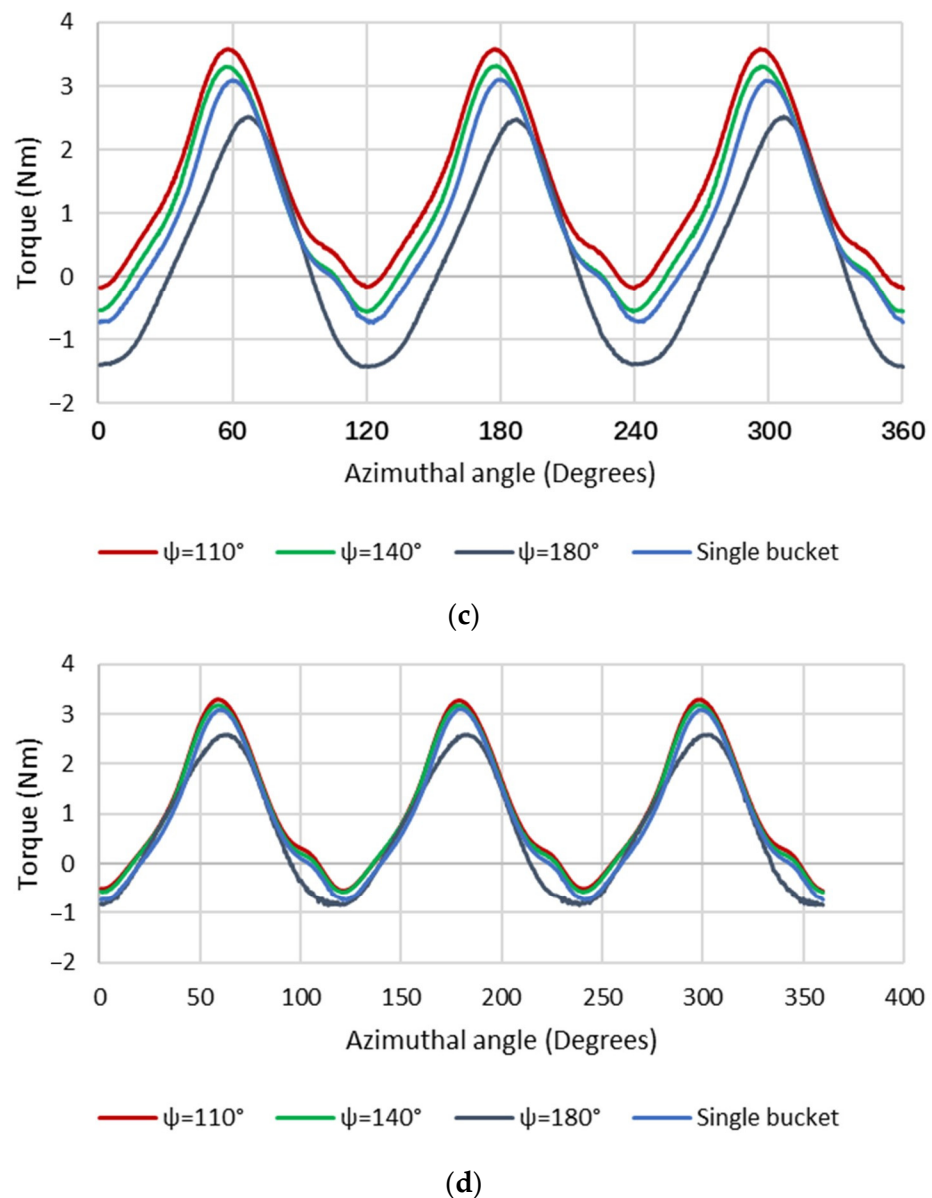 4
3
2
1
0
−1
−2
Torque (Nm)
0 60 120 180 240 300 360
Azimuthal angle (Degrees)
ψ=110° ψ=140° ψ=180° Single bucket
(c)
4
3
2
1
0
−1
−2
Torque (Nm)
0 50 100 150 200 250 300 350 400
Azimuthal angle (Degrees)
ψ=110° ψ=140° ψ=180° Single bucket
(d)